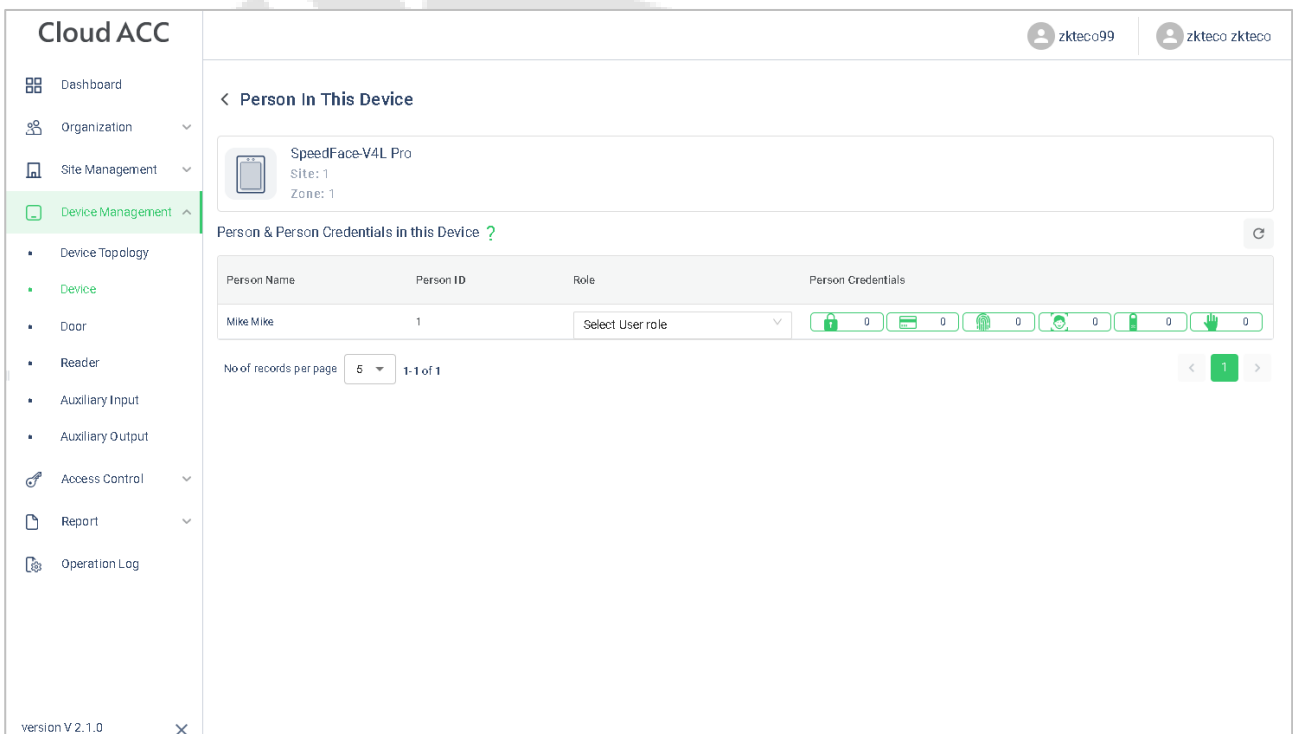 Cloud ACC
zkteco99
zkteco zkteco
Dashboard
Organization
Site Management
Device Management
Device Topology
Device
Door
Reader
Auxiliary Input
Auxiliary Output
Access Control
Report
Operation Log
version V 2.1.0
Person In This Device
SpeedFace-V4L Pro
Site: 1
Zone: 1
Person & Person Credentials in this Device ?
Person Name Person ID Role Person Credentials
Mike Mike 1 Select User role 0 0 0 0 0 0
No of records per page 5 1-1 of 1 < 1 >